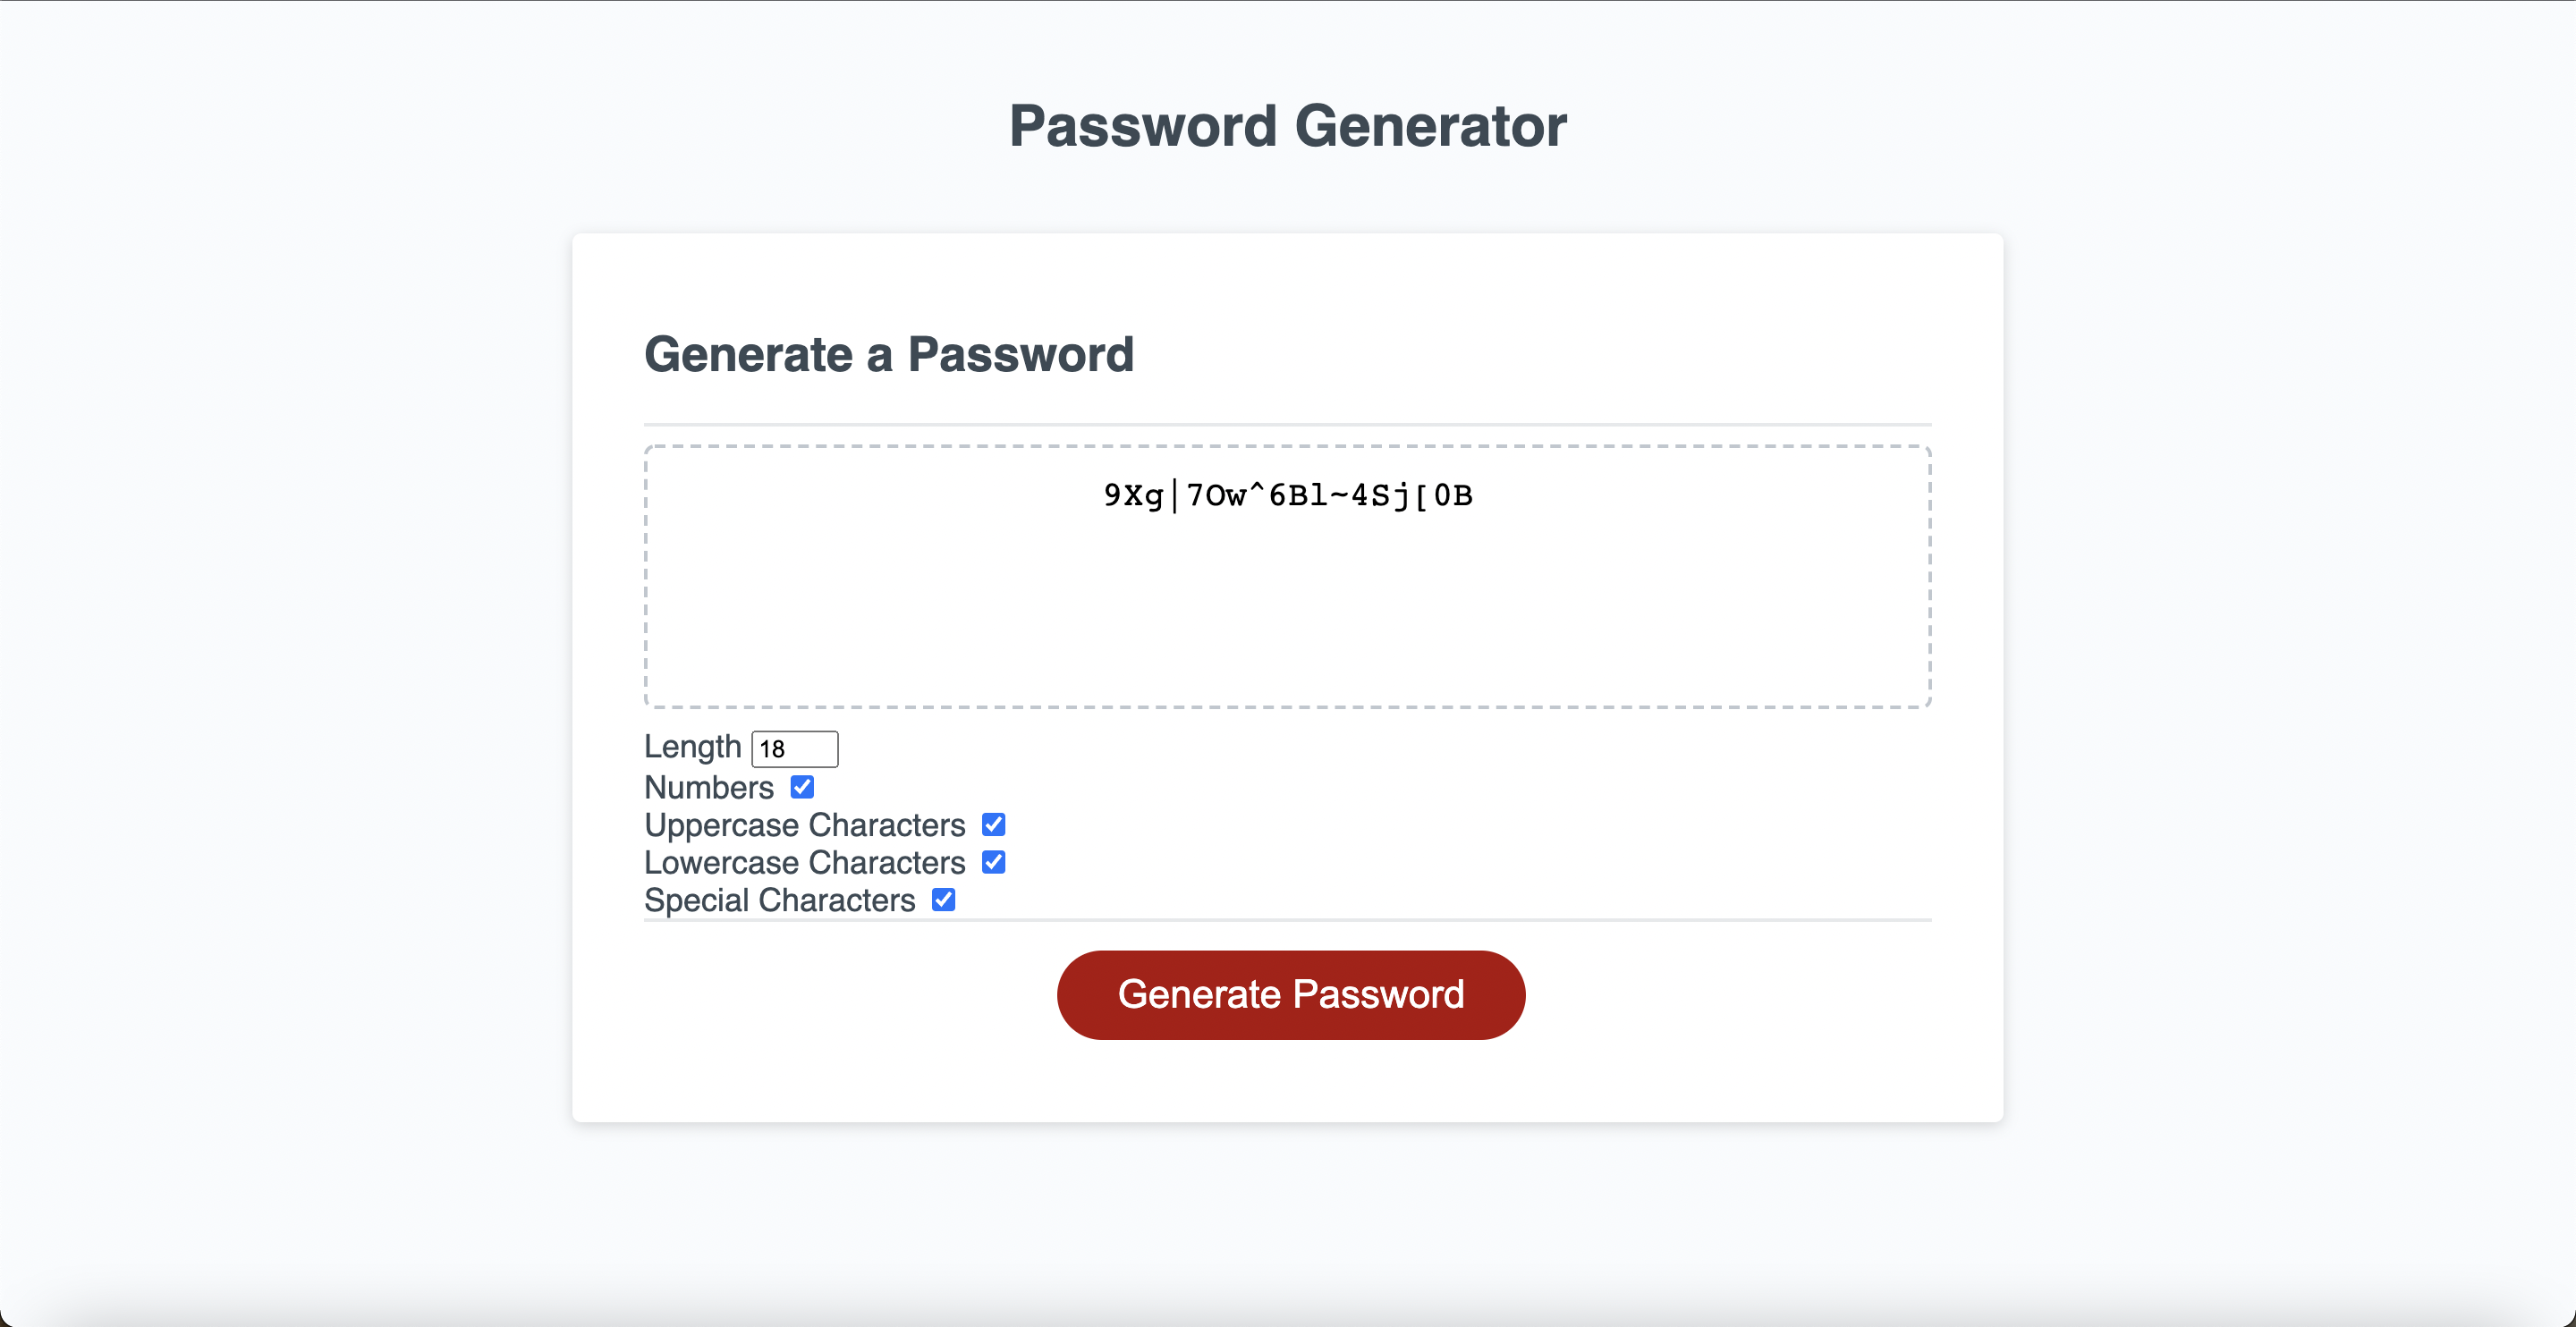 Password Generator
Generate a Password
9Xg|7Ow^6Bl~4Sj[0B
Length 18
Numbers
Uppercase Characters
Lowercase Characters
Special Characters
Generate Password